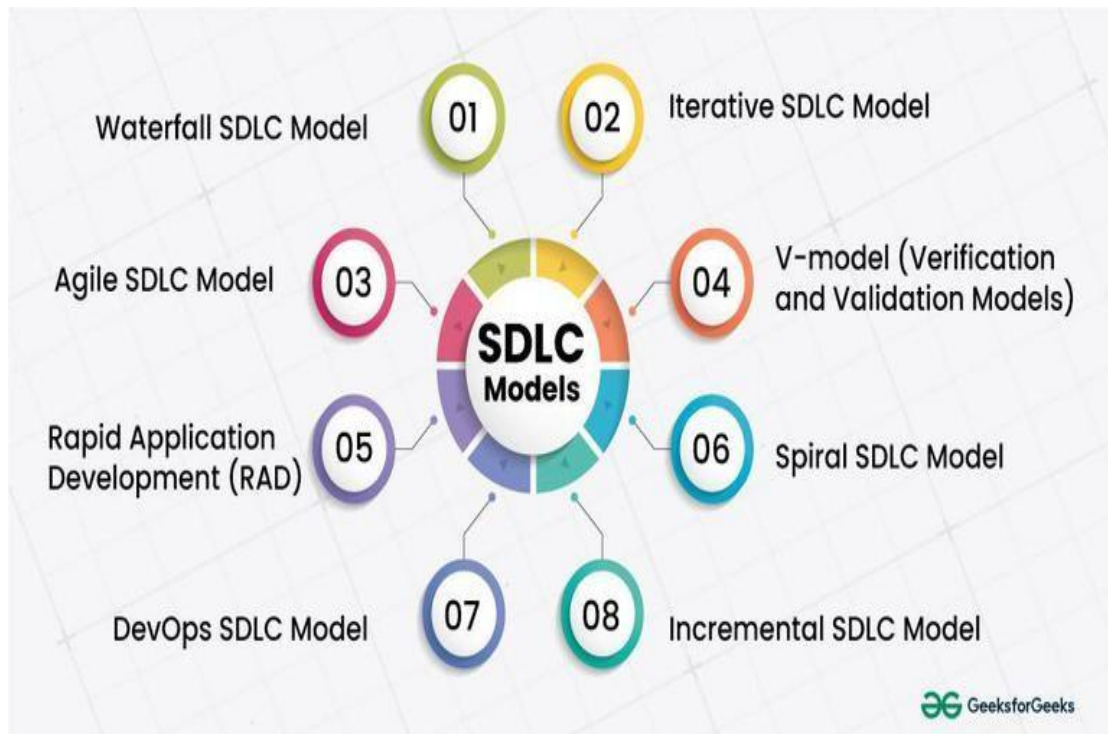 01
Waterfall SDLC Model
02
Iterative SDLC Model
03
Agile SDLC Model
04
V-model (Verification
and Validation Models)
SDLC
Models
05
Rapid Application
Development (RAD)
06
Spiral SDLC Model
07
DevOps SDLC Model
08
Incremental SDLC Model
GeeksforGeeks